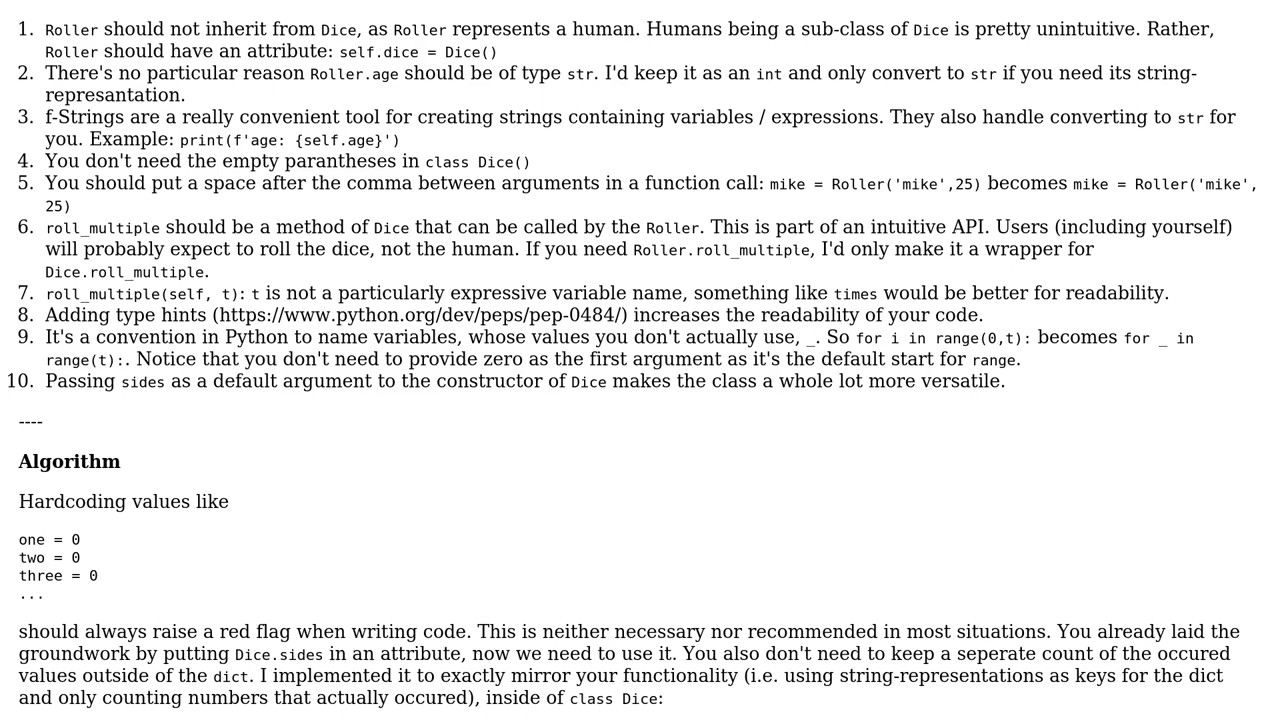 1. Roller should not inherit from Dice, as Roller represents a human. Humans being a sub-class of Dice is pretty unintuitive. Rather,
Roller should have an attribute: self.dice = Dice()
2. There's no particular reason Roller.age should be of type str. I'd keep it as an int and only convert to str if you need its string-
represantation.
3. f-Strings are a really convenient tool for creating strings containing variables / expressions. They also handle converting to str for
you. Example: print(f'age: {self.age}')
4. You don't need the empty parantheses in class Dice()
5. You should put a space after the comma between arguments in a function call: mike = Roller('mike',25) becomes mike = Roller('mike',
25)
6. roll_multiple should be a method of Dice that can be called by the Roller. This is part of an intuitive API. Users (including yourself)
will probably expect to roll the dice, not the human. If you need Roller.roll_multiple, I'd only make it a wrapper for
Dice.roll_multiple.
7. roll_multiple(self, t): t is not a particularly expressive variable name, something like times would be better for readability.
8. Adding type hints (https://www.python.org/dev/peps/pep-0484/) increases the readability of your code.
9. It's a convention in Python to name variables, whose values you don't actually use, _. So for i in range(0,t): becomes for _ in
range(t):. Notice that you don't need to provide zero as the first argument as it's the default start for range.
10. Passing sides as a default argument to the constructor of Dice makes the class a whole lot more versatile.
----
Algorithm
Hardcoding values like
one = 0
two = 0
three = 0
...
should always raise a red flag when writing code. This is neither necessary nor recommended in most situations. You already laid the
groundwork by putting Dice.sides in an attribute, now we need to use it. You also don't need to keep a seperate count of the occured
values outside of the dict. I implemented it to exactly mirror your functionality (i.e. using string-representations as keys for the dict
and only counting numbers that actually occured), inside of class Dice: